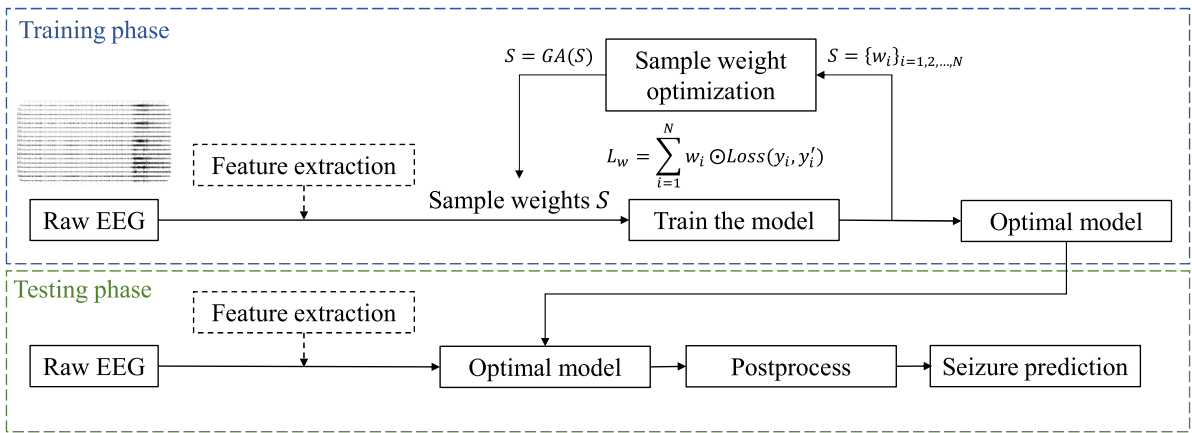 Training phase
S = GA(S)
Sample weight
optimization
S = {w_i}_{i=1,2,...,N}
L_w = \sum_{i=1}^{N} w_i ⊙Loss(y_i, y_i')
Feature extraction
Sample weights S
Raw EEG
Train the model
Optimal model
Testing phase
Feature extraction
Raw EEG
Optimal model
Postprocess
Seizure prediction